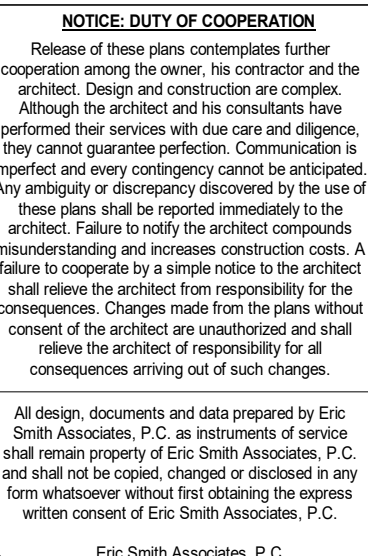 NOTICE: DUTY OF COOPERATION
Release of these plans contemplates further
cooperation among the owner, his contractor and the
architect. Design and construction are complex.
Although the architect and his consultants have
performed their services with due care and diligence,
they cannot guarantee perfection. Communication is
imperfect and every contingency cannot be anticipated.
Any ambiguity or discrepancy discovered by the use of
these plans shall be reported immediately to the
architect. Failure to notify the architect compounds
misunderstanding and increases construction costs. A
failure to cooperate by a simple notice to the architect
shall relieve the architect from responsibility for the
consequences. Changes made from the plans without
consent of the architect are unauthorized and shall
relieve the architect of responsibility for all
consequences arriving out of such changes.
All design, documents and data prepared by Eric
Smith Associates, P.C. as instruments of service
shall remain property of Eric Smith Associates, P.C.
and shall not be copied, changed or disclosed in any
form whatsoever without first obtaining the express
written consent of Eric Smith Associates, P.C.
Eric Smith Associates, P.C.